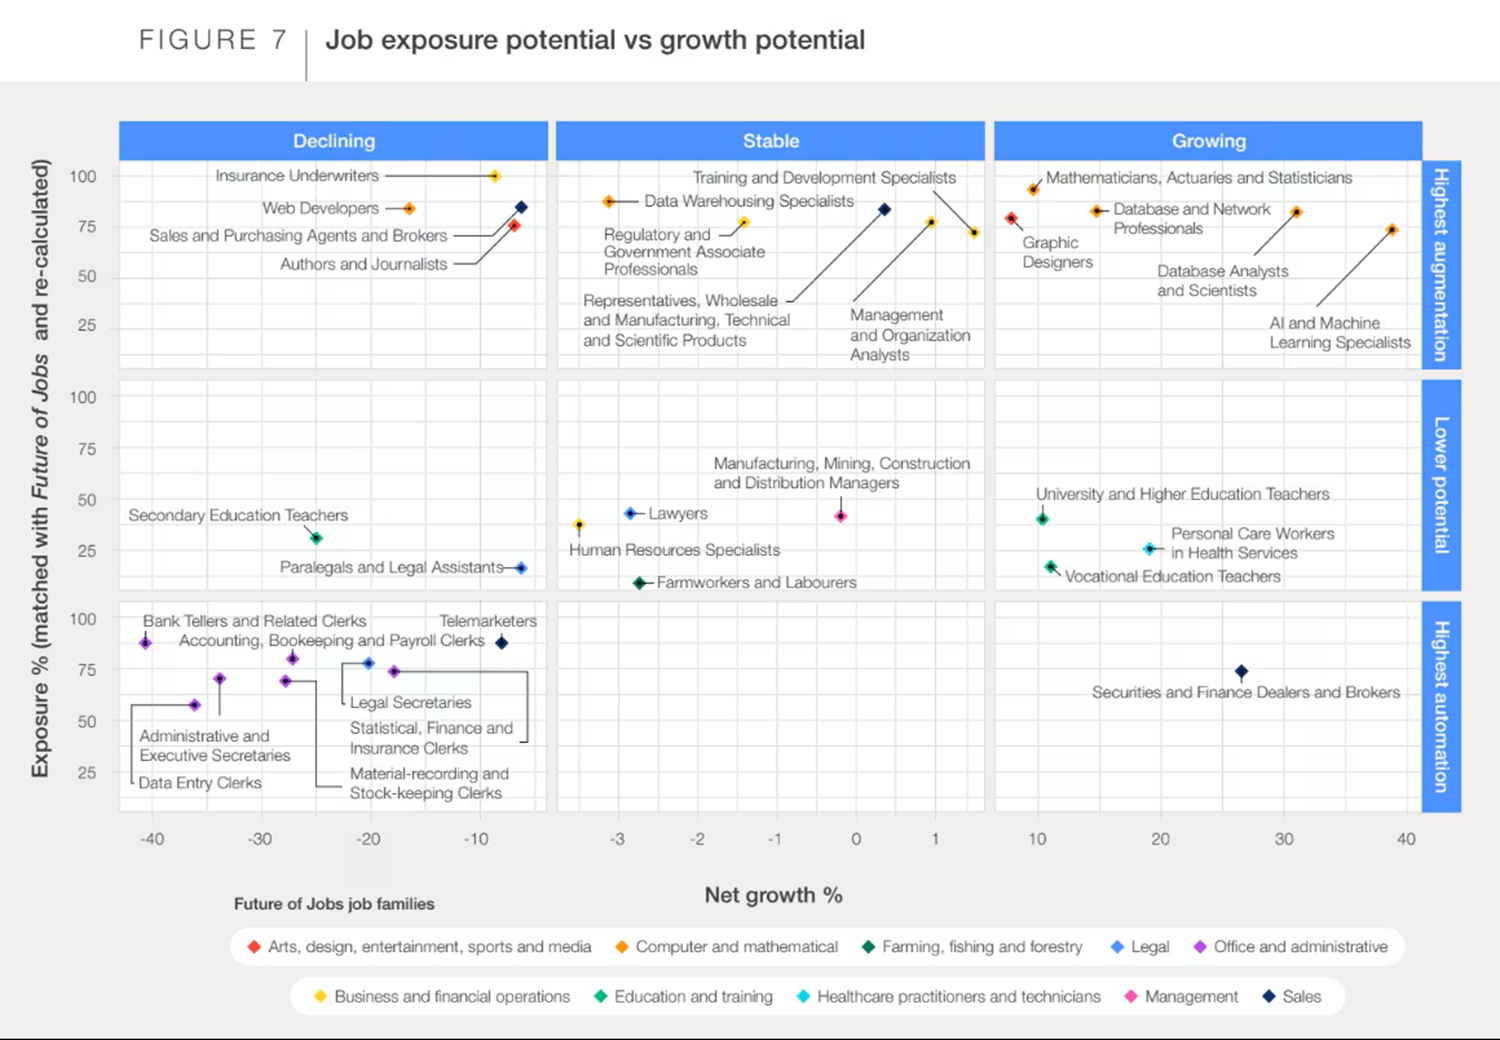 FIGURE 7
Job exposure potential vs growth potential
Declining
Stable
Growing
Exposure % (matched with Future of Jobs and re-calculated)
100
75
50
25
Insurance Underwriters
Web Developers
Sales and Purchasing Agents and Brokers
Authors and Journalists
Training and Development Specialists
Data Warehousing Specialists
Regulatory and
Government Associate
Professionals
Representatives, Wholesale
and Manufacturing, Technical
and Scientific Products
Management
and Organization
Analysts
Mathematicians, Actuaries and Statisticians
Database and Network
Professionals
Graphic
Designers
Database Analysts
and Scientists
AI and Machine
Learning Specialists
Highest augmentation
100
75
50
25
Secondary Education Teachers
Paralegals and Legal Assistants
Manufacturing, Mining, Construction
and Distribution Managers
Lawyers
Human Resources Specialists
Farmworkers and Labourers
University and Higher Education Teachers
Personal Care Workers
in Health Services
Vocational Education Teachers
Lower potential
100
75
50
25
Bank Tellers and Related Clerks
Telemarketers
Accounting, Bookeeping and Payroll Clerks
Legal Secretaries
Statistical, Finance and
Insurance Clerks
Administrative and
Executive Secretaries
Data Entry Clerks
Material-recording and
Stock-keeping Clerks
Securities and Finance Dealers and Brokers
Highest automation
-40 -30 -20 -10 -3 -2 -1 0 1 10 20 30 40
Net growth %
Future of Jobs job families
Arts, design, entertainment, sports and media Computer and mathematical Farming, fishing and forestry Legal Office and administrative
Business and financial operations Education and training Healthcare practitioners and technicians Management Sales